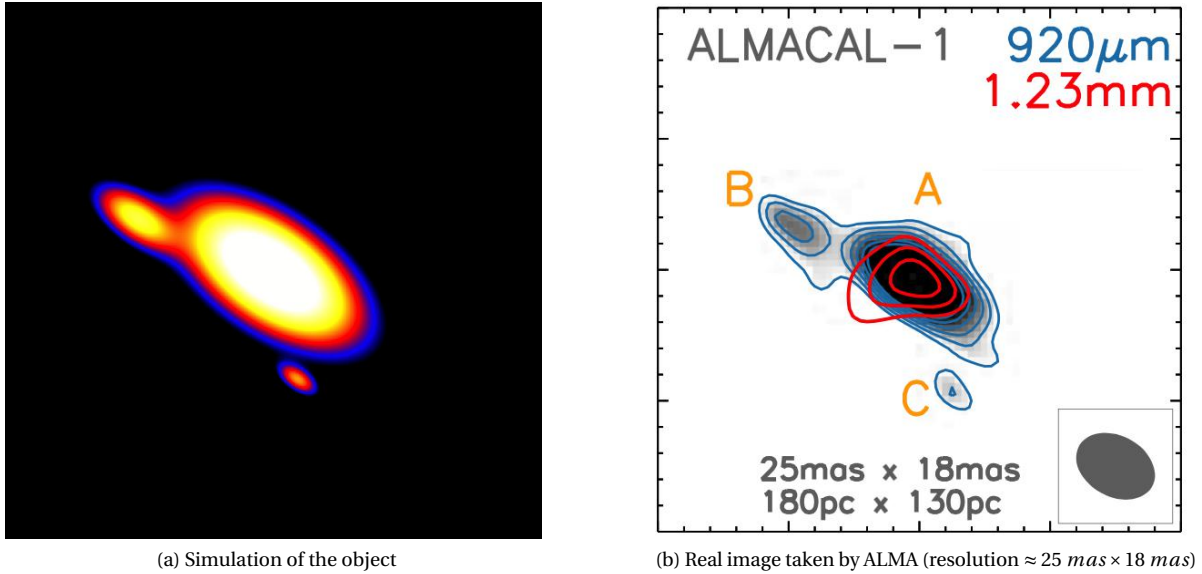 ALMACAL-1
920μm
1.23mm
B
A
C
25mas x 18mas
180pc x 130pc
(a) Simulation of the object
(b) Real image taken by ALMA (resolution ≈ 25 mas × 18 mas)